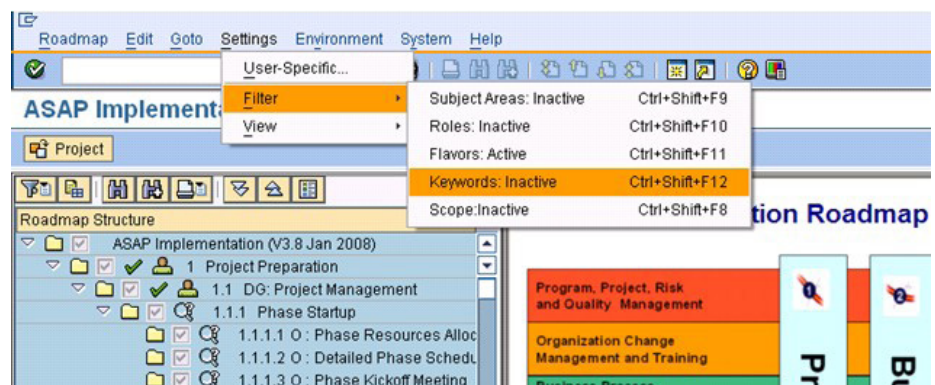 Roadmap Edit Goto Settings Environment System Help
User-Specific...
Filter
View
Subject Areas: Inactive Ctrl+Shift+F9
Roles: Inactive Ctrl+Shift+F10
Flavors: Active Ctrl+Shift+F11
Keywords: Inactive Ctrl+Shift+F12
Scope:Inactive Ctrl+Shift+F8
ASAP Implementa
tion Roadmap
Project
Roadmap Structure
ASAP Implementation (V3.8 Jan 2008)
1 Project Preparation
1.1 DG: Project Management
1.1.1 Phase Startup
1.1.1.1 O : Phase Resources Alloc
1.1.1.2 O : Detailed Phase Schedu
1.1.1.3 O : Phase Kickoff Meeting
Program, Project, Risk
and Quality Management
Organization Change
Management and Training
Business Process
Pr
Bu